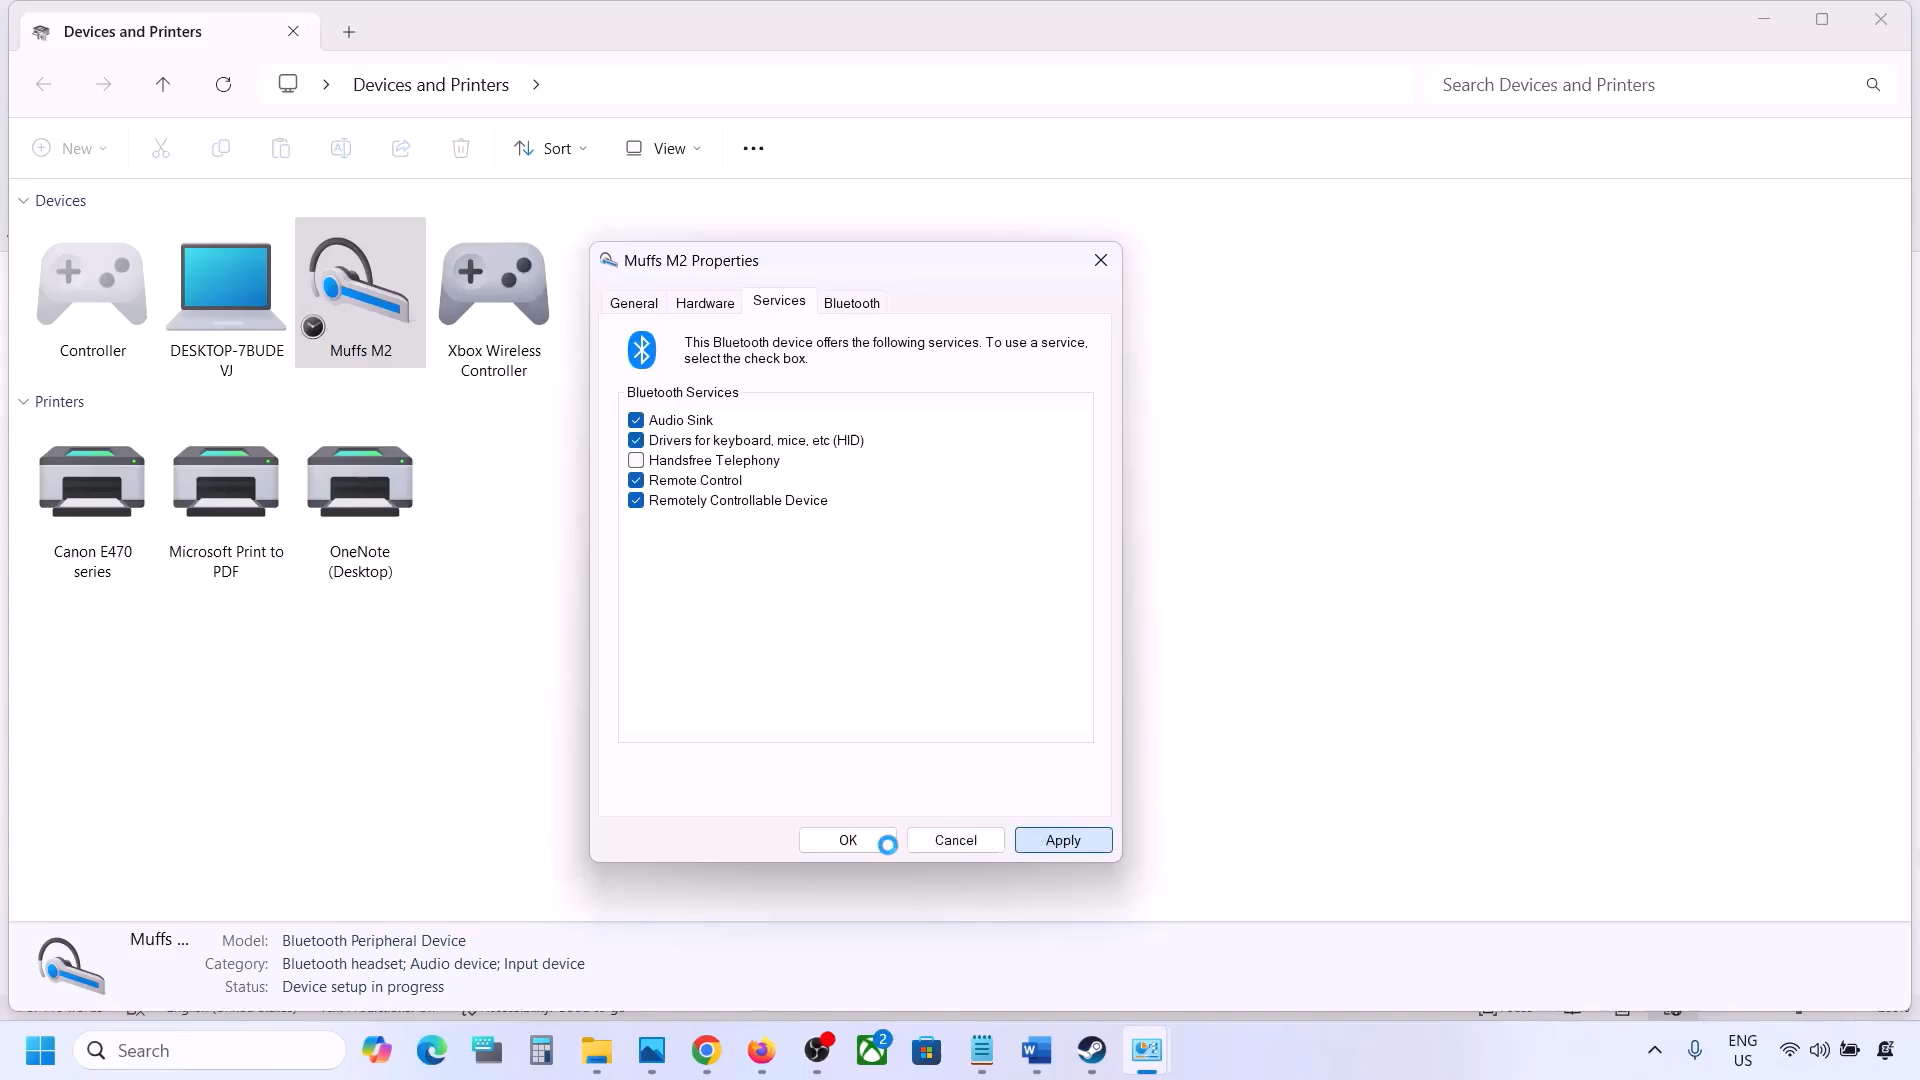 Devices and Printers
Devices and Printers
Search Devices and Printers
New
Sort
View
Devices
Controller
DESKTOP-7BUDE
VJ
Muffs M2
Xbox Wireless
Controller
Printers
Canon E470
series
Microsoft Print to
PDF
OneNote
(Desktop)
Muffs M2 Properties
General
Hardware
Services
Bluetooth
This Bluetooth device offers the following services. To use a service,
select the check box.
Bluetooth Services
Audio Sink
Drivers for keyboard, mice, etc (HID)
Handsfree Telephony
Remote Control
Remotely Controllable Device
OK
Cancel
Apply
Muffs ...
Model: Bluetooth Peripheral Device
Category: Bluetooth headset; Audio device; Input device
Status: Device setup in progress
Search
2
ENG
US